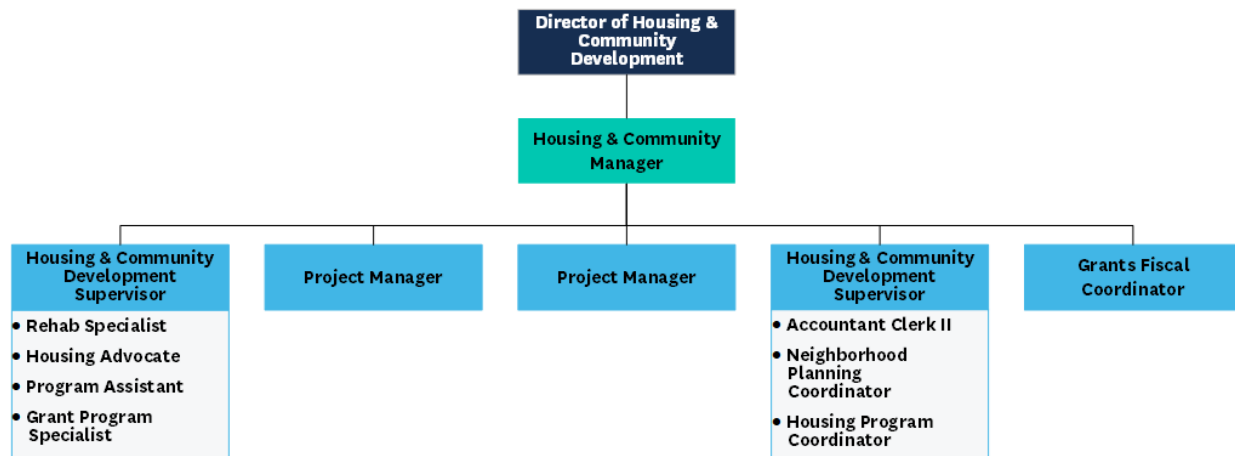 Director of Housing &
Community
Development
Housing & Community
Manager
Housing & Community
Development
Supervisor
• Rehab Specialist
• Housing Advocate
• Program Assistant
• Grant Program
Specialist
Project Manager
Project Manager
Housing & Community
Development
Supervisor
• Accountant Clerk II
• Neighborhood
Planning
Coordinator
• Housing Program
Coordinator
Grants Fiscal
Coordinator